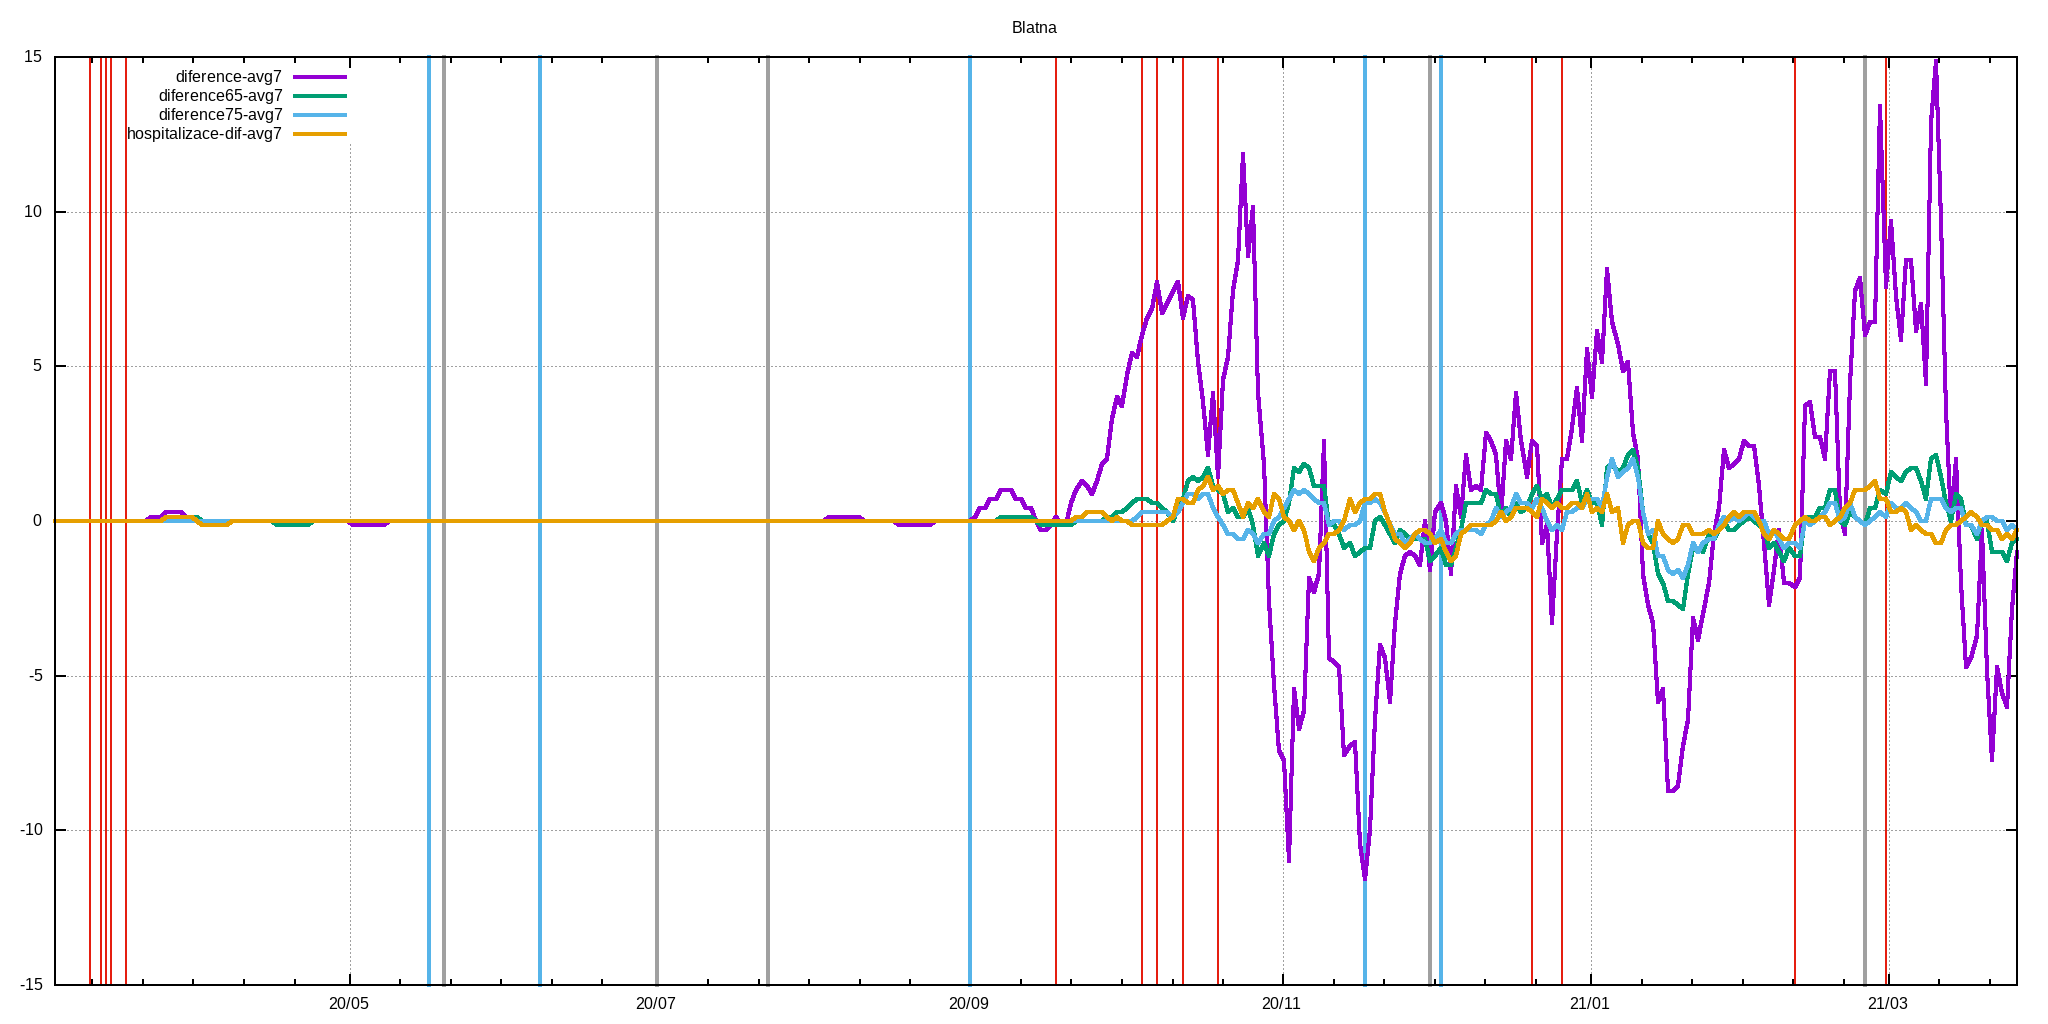 Blatna
15
diference-avg7
diference65-avg7
diference75-avg7
hospitalizace-dif-avg7
10
5
0
-5
-10
-15
20/05 20/07 20/09 20/11 21/01 21/03